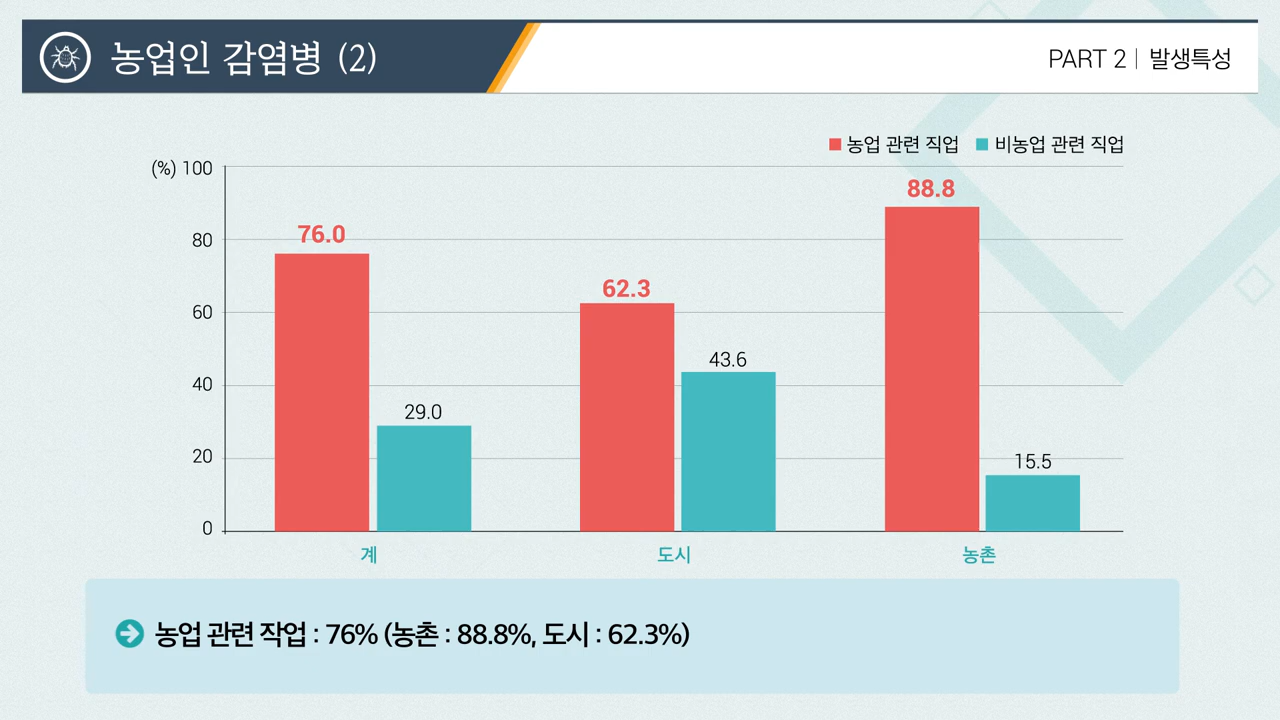 농업인 감염병 (2)
PART 2 | 발생특성
농업 관련 직업 비농업 관련 직업
(%) 100
80
60
40
20
0
76.0
29.0
62.3
43.6
88.8
15.5
계
도시
농촌
농업 관련 작업 : 76% (농촌 : 88.8%, 도시 : 62.3%)